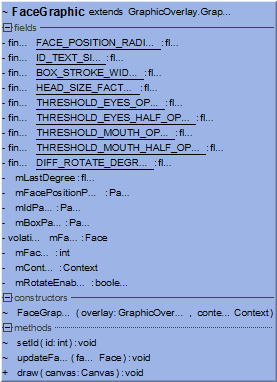 ~ FaceGraphic extends GraphicOverlay.Grap...
fields
- fin... FACE_POSITION_RADI... : fl...
- fin... ID_TEXT_SI... : fl...
- fin... BOX_STROKE_WID... : fl...
- fin... HEAD_SIZE_FACT... : fl...
- fin... THRESHOLD_EYES_OP... : fl...
- fin... THRESHOLD_EYES_HALF_OP... : fl...
- fin... THRESHOLD_MOUTH_OP... : fl...
- fin... THRESHOLD_MOUTH_HALF_OP... : fl...
- fin... DIFF_ROTATE_DEGR... : fl...
- mLastDegree : fl...
- mFacePositionP... : Pa...
- mIdPa... : Pa...
- mBoxPa... : Pa...
- volati... mFa... : Face
- mFac... : int
- mCont... : Context
- mRotateEnab... : boole...
constructors
~ FaceGrap... ( overlay: GraphicOver... , conte... Context)
methods
~ setId ( id: int) : void
~ updateFa... ( fa... Face) : void
+ draw ( canvas: Canvas) : void